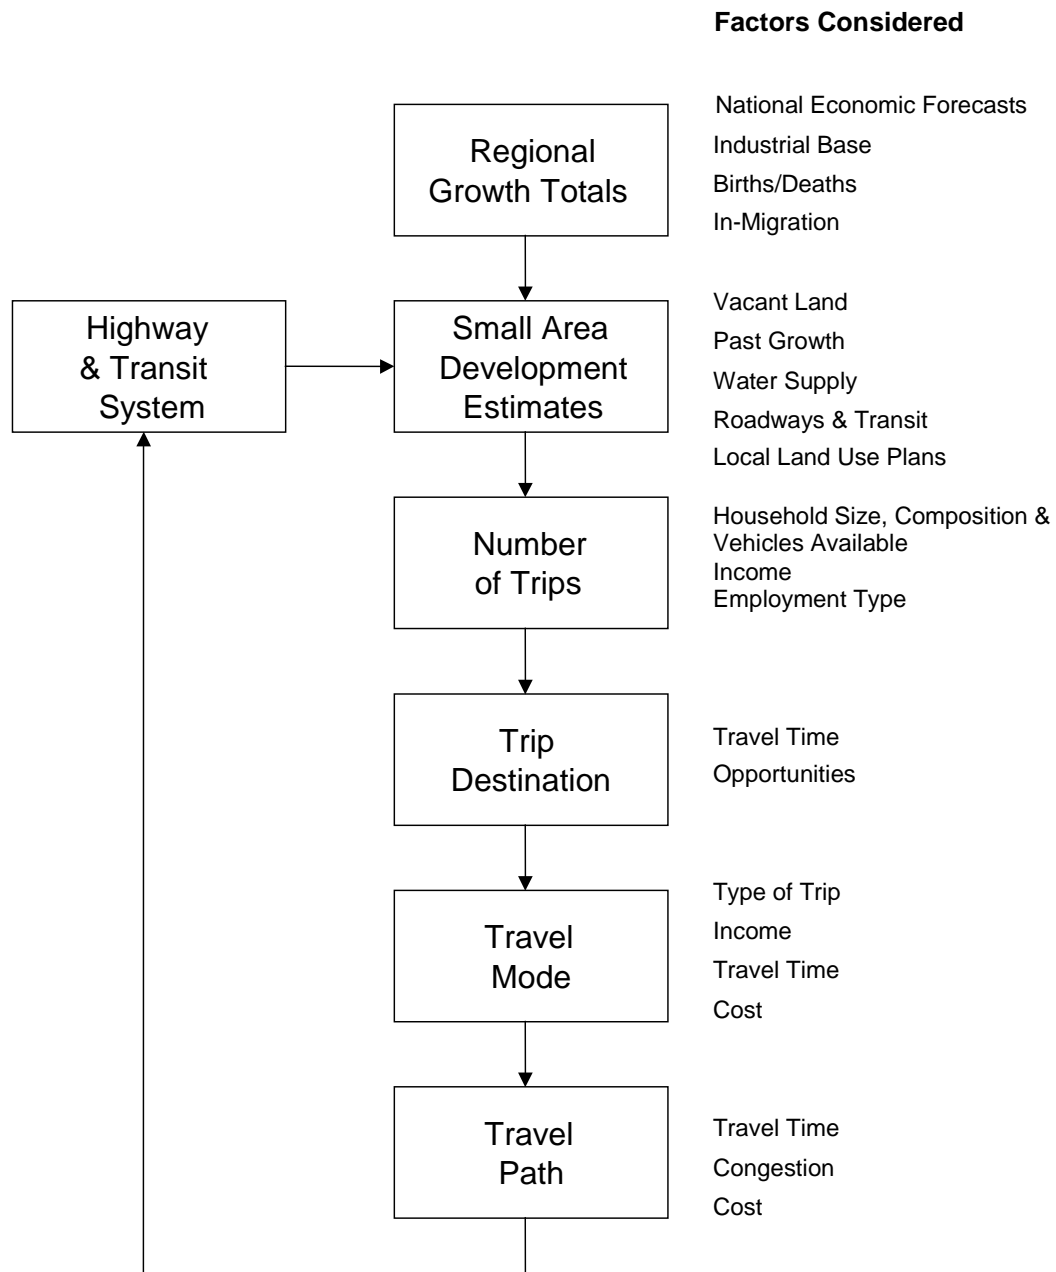 Factors Considered
Regional
Growth Totals
National Economic Forecasts
Industrial Base
Births/Deaths
In-Migration
Highway
& Transit
System
Small Area
Development
Estimates
Vacant Land
Past Growth
Water Supply
Roadways & Transit
Local Land Use Plans
Number
of Trips
Household Size, Composition &
Vehicles Available
Income
Employment Type
Trip
Destination
Travel Time
Opportunities
Travel
Mode
Type of Trip
Income
Travel Time
Cost
Travel
Path
Travel Time
Congestion
Cost